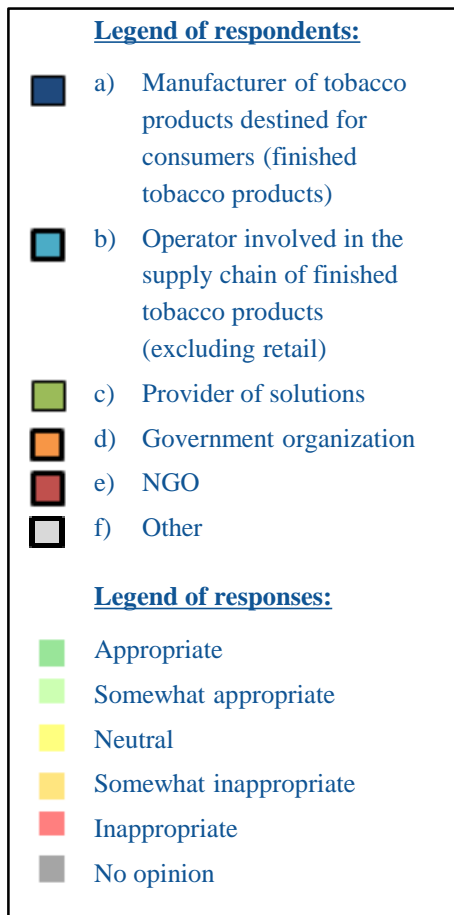 Legend of respondents:
a) Manufacturer of tobacco
products destined for
consumers (finished
tobacco products)
b) Operator involved in the
supply chain of finished
tobacco products
(excluding retail)
c) Provider of solutions
d) Government organization
e) NGO
f) Other
Legend of responses:
Appropriate
Somewhat appropriate
Neutral
Somewhat inappropriate
Inappropriate
No opinion